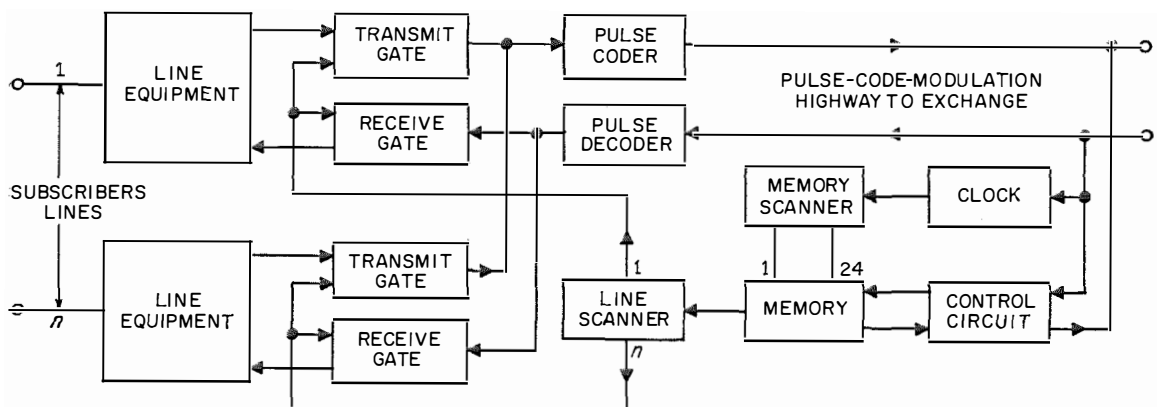 TRANSMIT
GATE
PULSE
CODER
1
LINE
EQUIPMENT
PULSE-CODE-MODULATION
HIGHWAY TO EXCHANGE
RECEIVE
GATE
PULSE
DECODER
SUBSCRIBERS
LINES
MEMORY
SCANNER
CLOCK
TRANSMIT
GATE
1
1
24
n
LINE
EQUIPMENT
LINE
SCANNER
MEMORY
CONTROL
CIRCUIT
RECEIVE
GATE
n